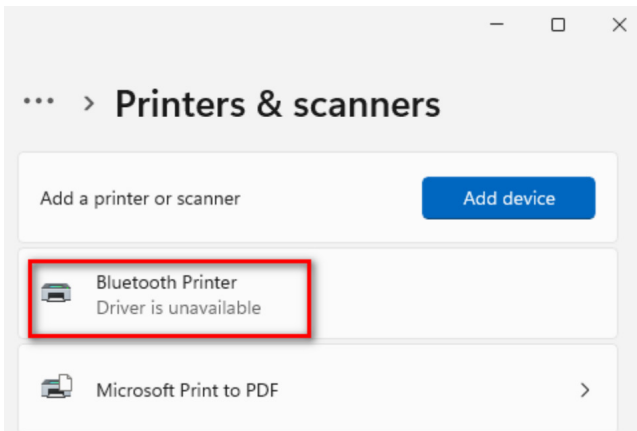 Printers & scanners
Add a printer or scanner
Add device
Bluetooth Printer
Driver is unavailable
Microsoft Print to PDF